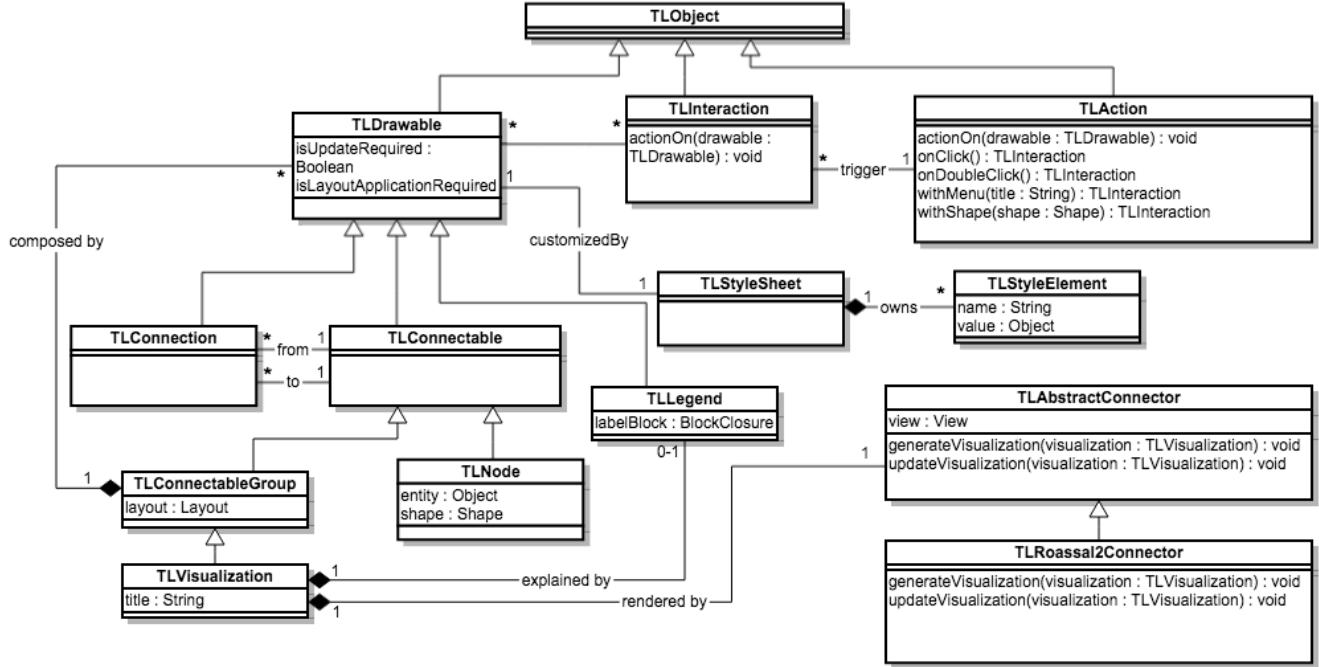 TLObject
TLDrawable
isUpdateRequired :
Boolean
isLayoutApplicationRequired
*
*
TLInteraction
actionOn(drawable :
TLDrawable) : void
*
trigger
1
TLAction
actionOn(drawable : TLDrawable) : void
onClick() : TLInteraction
onDoubleClick() : TLInteraction
withMenu(title : String) : TLInteraction
withShape(shape : Shape) : TLInteraction
*
composed by
1
1
customizedBy
1
TLStyleSheet
1
owns
*
TLStyleElement
name : String
value : Object
TLConnection
*
from
1
*
to
1
TLConnectable
TLLegend
labelBlock : BlockClosure
0-1
TLAbstractConnector
view : View
generateVisualization(visualization : TLVisualization) : void
updateVisualization(visualization : TLVisualization) : void
1
TLConnectableGroup
layout : Layout
TLNode
entity : Object
shape : Shape
TLVisualization
title : String
1
explained by
1
rendered by
TLRoassal2Connector
generateVisualization(visualization : TLVisualization) : void
updateVisualization(visualization : TLVisualization) : void